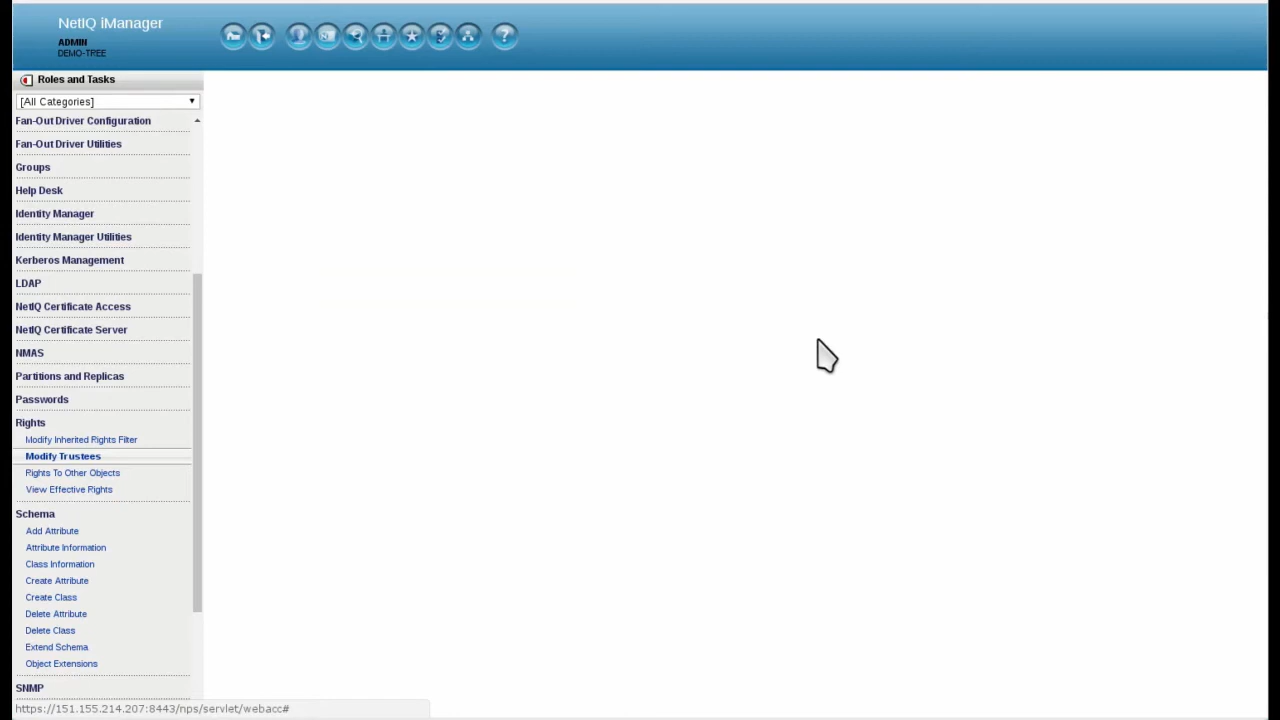 NetIQ iManager
ADMIN
DEMO-TREE
?
Roles and Tasks
[All Categories]
Fan-Out Driver Configuration
Fan-Out Driver Utilities
Groups
Help Desk
Identity Manager
Identity Manager Utilities
Kerberos Management
LDAP
NetIQ Certificate Access
NetIQ Certificate Server
NMAS
Partitions and Replicas
Passwords
Rights
Modify Inherited Rights Filter
Modify Trustees
Rights To Other Objects
View Effective Rights
Schema
Add Attribute
Attribute Information
Class Information
Create Attribute
Create Class
Delete Attribute
Delete Class
Extend Schema
Object Extensions
SNMP
https://151.155.214.207:8443/nps/servlet/webacc#